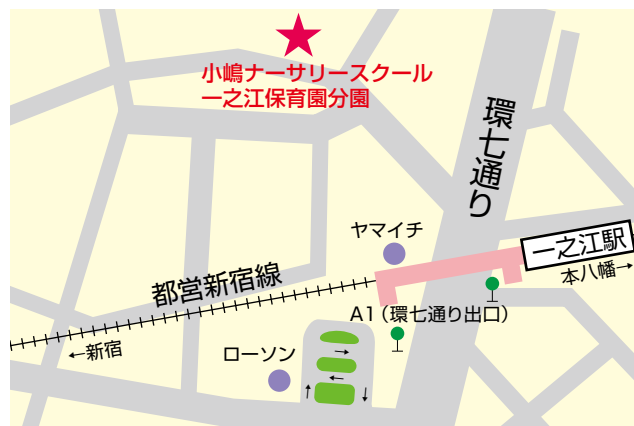 小嶋ナーサリースクール
一之江保育園分園
環七通り
ヤマイチ
一之江駅
本八幡→
都営新宿線
A1（環七通り出口）
←新宿
ローソン